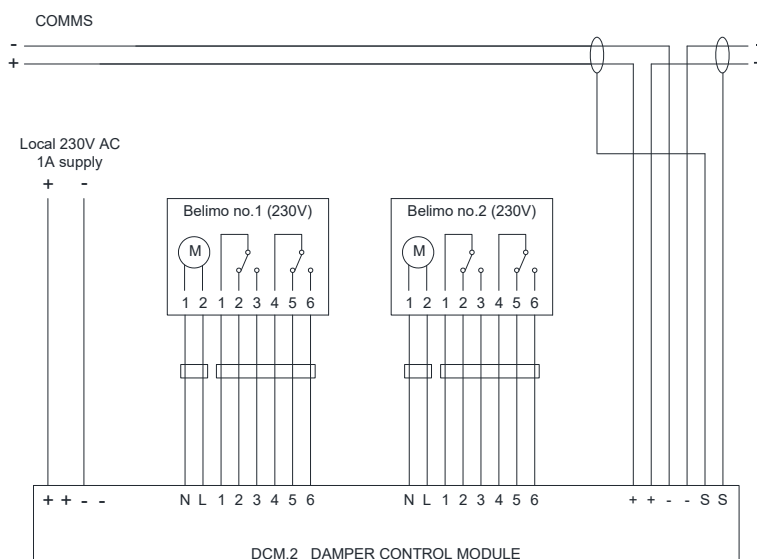 COMMS
-
+
-
+
Local 230V AC
1A supply
+ -
Belimo no.1 (230V) Belimo no.2 (230V)
M M
1 2 1 2 3 4 5 6 1 2 1 2 3 4 5 6
+ + - - N L 1 2 3 4 5 6 N L 1 2 3 4 5 6 + + - - S S
DCM.2 DAMPER CONTROL MODULE